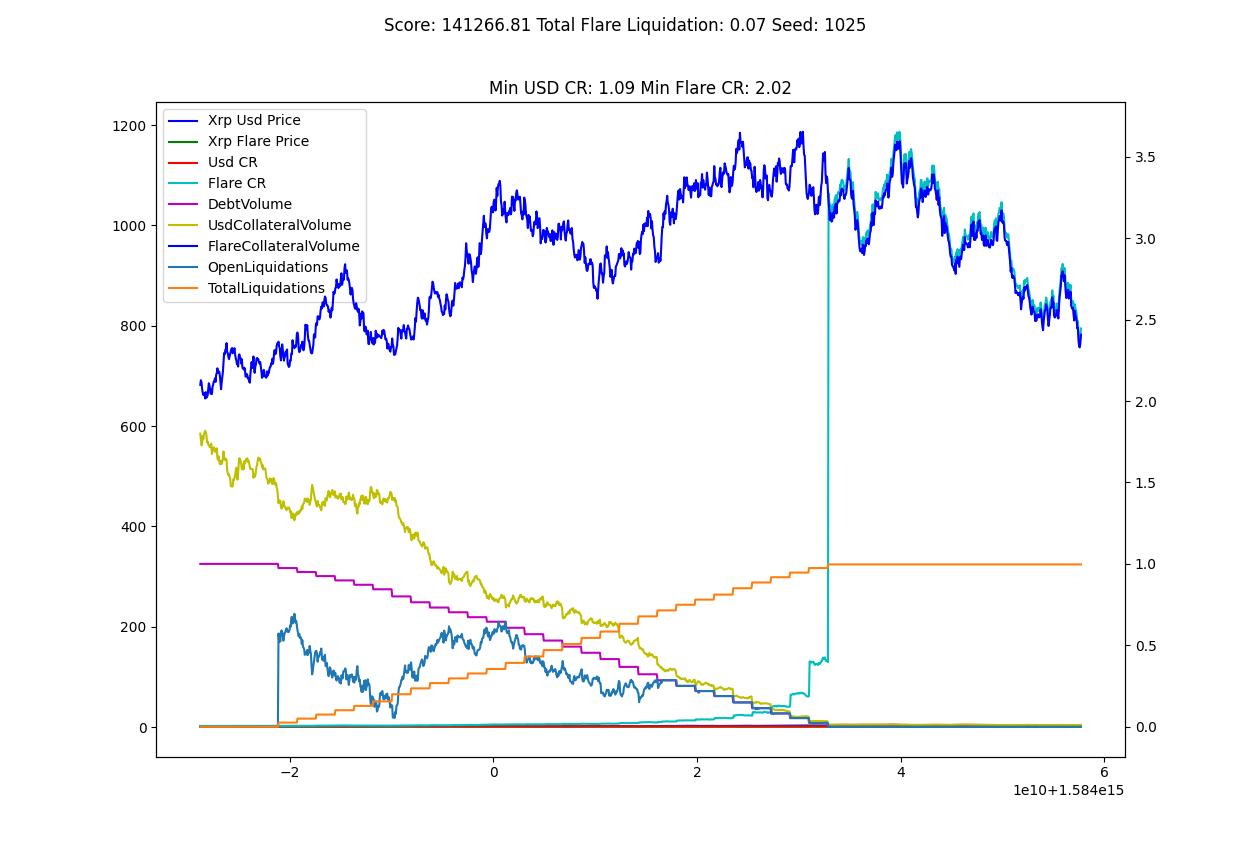 Score: 141266.81 Total Flare Liquidation: 0.07 Seed: 1025
Min USD CR: 1.09 Min Flare CR: 2.02
Xrp Usd Price
Xrp Flare Price
Usd CR
Flare CR
DebtVolume
UsdCollateralVolume
FlareCollateralVolume
OpenLiquidations
TotalLiquidations
1200
1000
800
600
400
200
0
3.5
3.0
2.5
2.0
1.5
1.0
0.5
0.0
−2 0 2 4 6
1e10+1.584e15